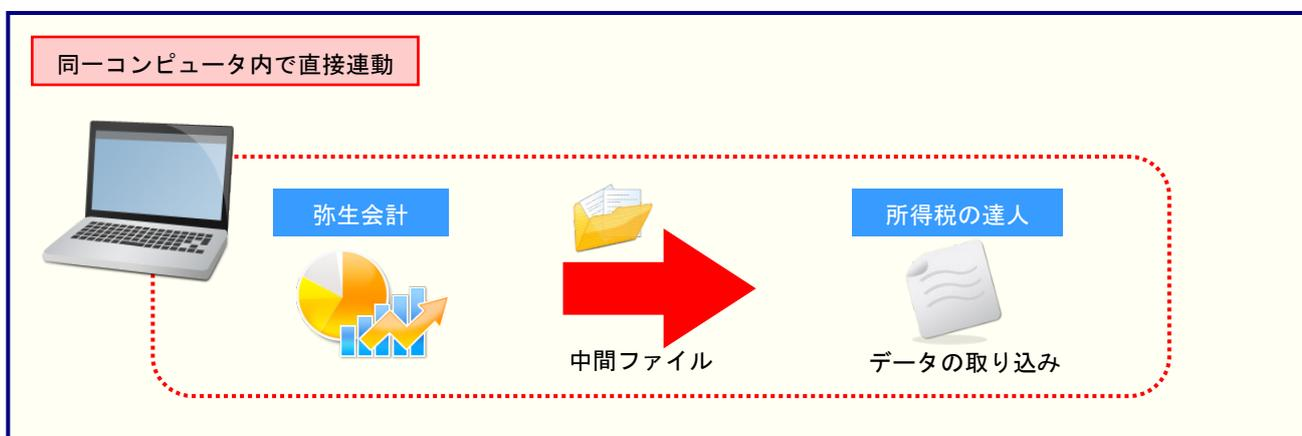 同一コンピュータ内で直接連動
弥生会計
所得税の達人
中間ファイル
データの取り込み